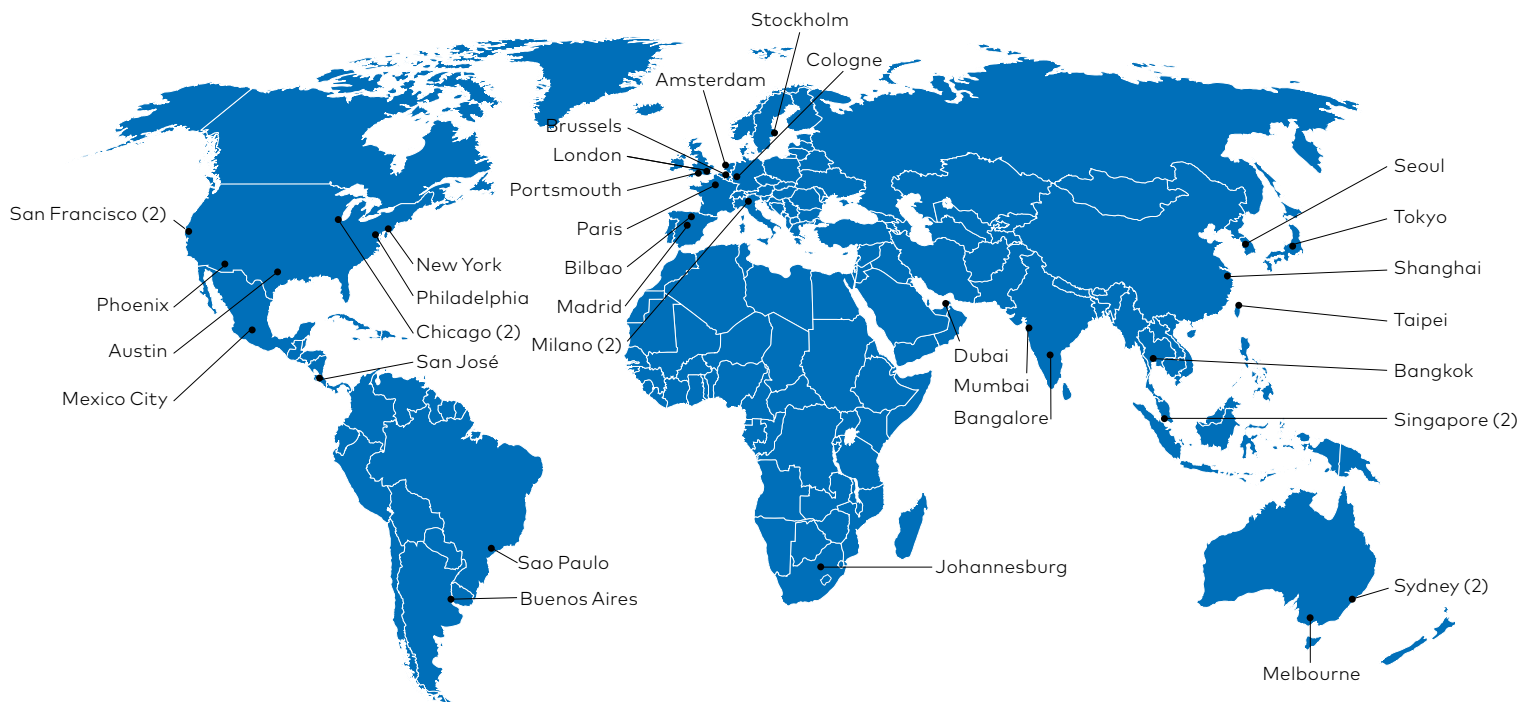 Stockholm
Cologne
Amsterdam
Brussels
London
Portsmouth
Paris
Bilbao
Madrid
Milano (2)
San Francisco (2)
Phoenix
Austin
Mexico City
New York
Philadelphia
Chicago (2)
San José
Sao Paulo
Buenos Aires
Johannesburg
Dubai
Mumbai
Bangalore
Seoul
Tokyo
Shanghai
Taipei
Bangkok
Singapore (2)
Sydney (2)
Melbourne